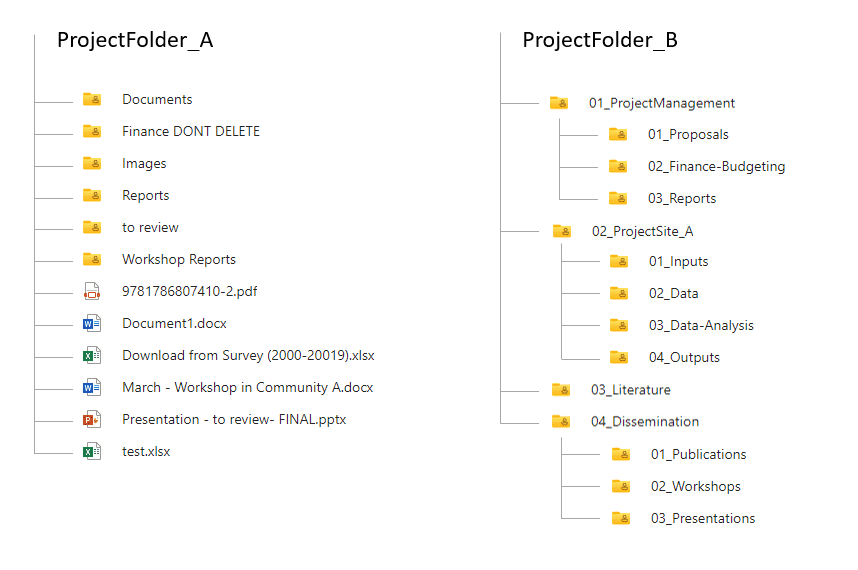 ProjectFolder_A
Documents
Finance DONT DELETE
Images
Reports
to review
Workshop Reports
9781786807410-2.pdf
Document1.docx
Download from Survey (2000-20019).xlsx
March - Workshop in Community A.docx
Presentation - to review- FINAL.pptx
test.xlsx
ProjectFolder_B
01_ProjectManagement
01_Proposals
02_Finance-Budgeting
03_Reports
02_ProjectSite_A
01_Inputs
02_Data
03_Data-Analysis
04_Outputs
03_Literature
04_Dissemination
01_Publications
02_Workshops
03_Presentations